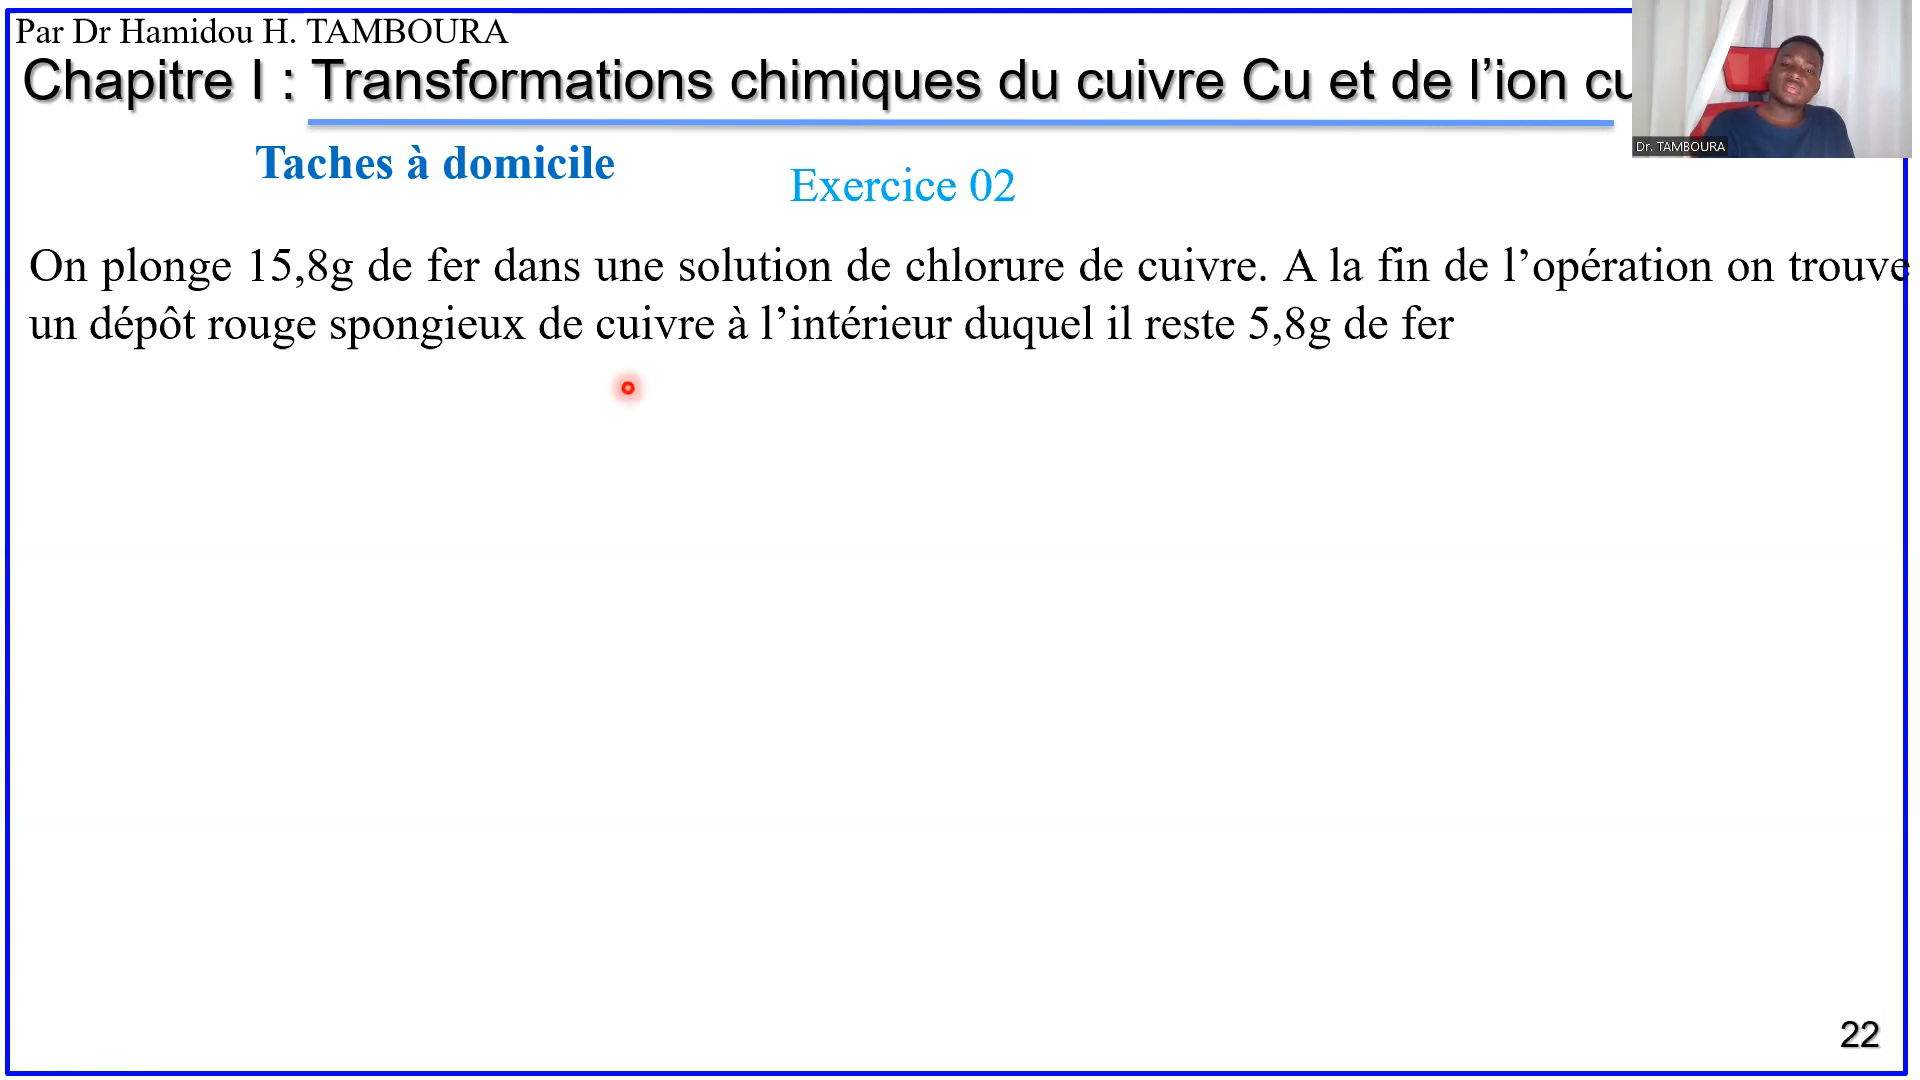 Par Dr Hamidou H. TAMBOURA
Chapitre I : Transformations chimiques du cuivre Cu et de l’ion cu
Dr. TAMBOURA
Taches à domicile
Exercice 02
On plonge 15,8g de fer dans une solution de chlorure de cuivre. A la fin de l’opération on trouve
un dépôt rouge spongieux de cuivre à l’intérieur duquel il reste 5,8g de fer
22